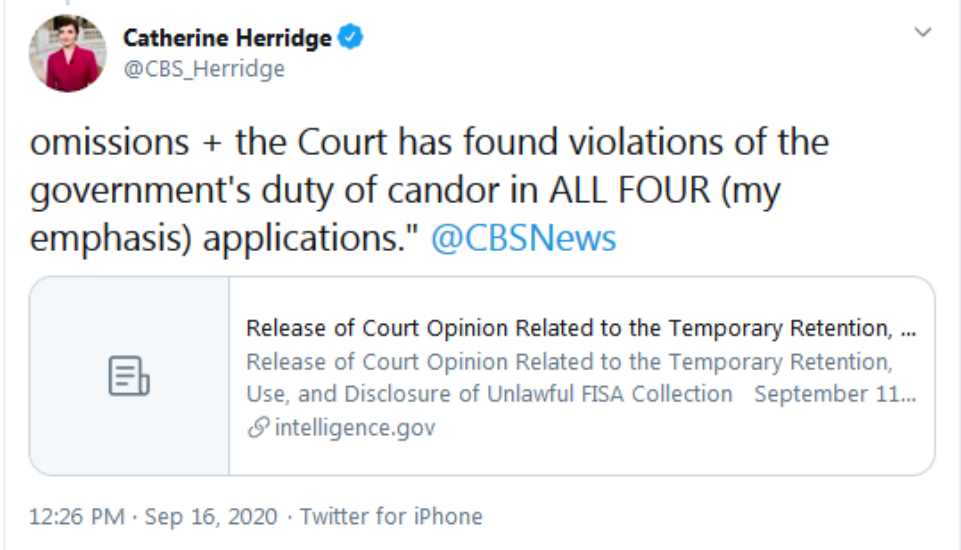 Catherine Herridge
@CBS_Herridge
omissions + the Court has found violations of the
government's duty of candor in ALL FOUR (my
emphasis) applications." @CBSNews
Release of Court Opinion Related to the Temporary Retention, ...
Release of Court Opinion Related to the Temporary Retention,
Use, and Disclosure of Unlawful FISA Collection September 11...
intelligence.gov
12:26 PM · Sep 16, 2020 · Twitter for iPhone